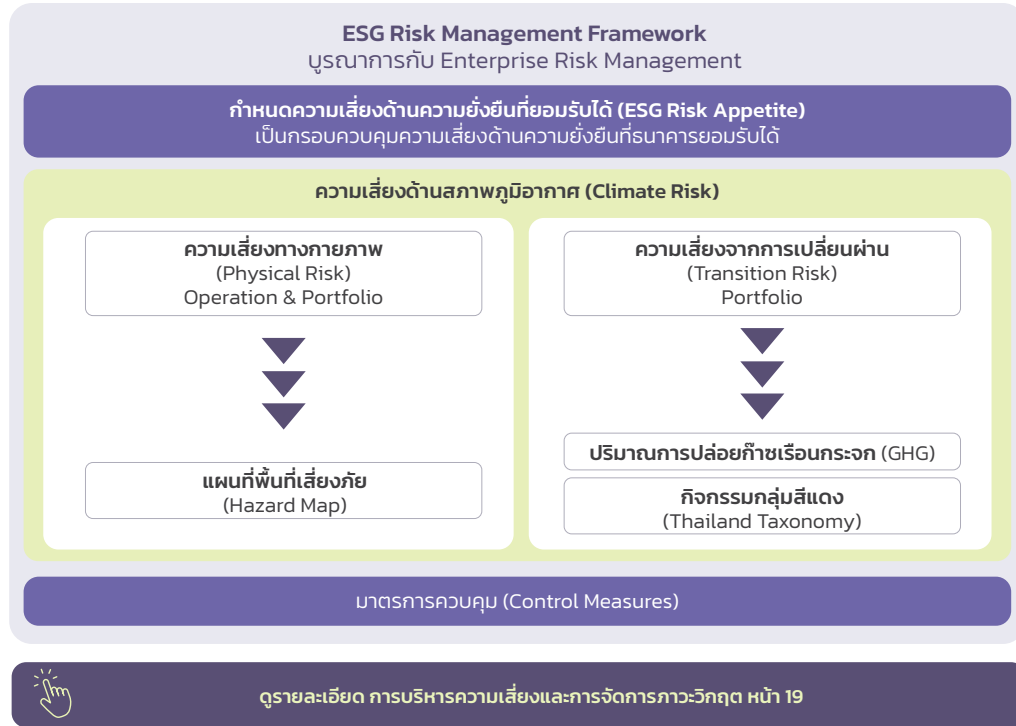 ESG Risk Management Framework
บูรณาการกับ Enterprise Risk Management
กำหนดความเสี่ยงด้านความยั่งยืนที่ยอมรับได้ (ESG Risk Appetite)
เป็นกรอบควบคุมความเสี่ยงด้านความยั่งยืนที่ธนาคารยอมรับได้
ความเสี่ยงด้านสภาพภูมิอากาศ (Climate Risk)
ความเสี่ยงทางกายภาพ
(Physical Risk)
Operation & Portfolio
แผนที่พื้นที่เสี่ยงภัย
(Hazard Map)
ความเสี่ยงจากการเปลี่ยนผ่าน
(Transition Risk)
Portfolio
ปริมาณการปล่อยก๊าซเรือนกระจก (GHG)
กิจกรรมกลุ่มสีแดง
(Thailand Taxonomy)
มาตรการควบคุม (Control Measures)
ดูรายละเอียด การบริหารความเสี่ยงและการจัดการภาวะวิกฤต หน้า 19